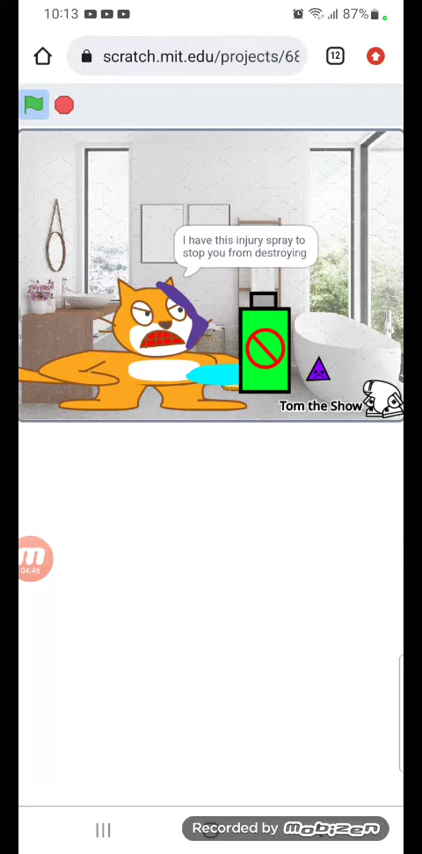 10:13
87%
scratch.mit.edu/projects/68
12
I have this injury spray to
stop you from destroying
Tom the Show
04:46
Recorded by mobizen